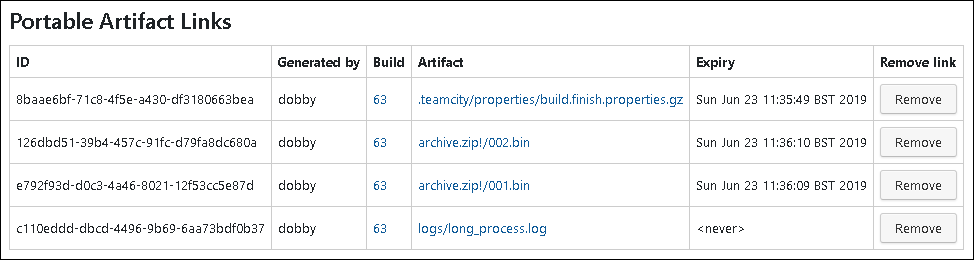 Portable Artifact Links
ID Generated by Build Artifact Expiry Remove link
8baae6bf-71c8-4f5e-a430-df3180663bea dobby 63 .teamcity/properties/build.finish.properties.gz Sun Jun 23 11:35:49 BST 2019 Remove
126dbd51-39b4-457c-91fc-d79fa8dc680a dobby 63 archive.zip!/002.bin Sun Jun 23 11:36:10 BST 2019 Remove
e792f93d-d0c3-4a46-8021-12f53cc5e87d dobby 63 archive.zip!/001.bin Sun Jun 23 11:36:09 BST 2019 Remove
c110eddd-dbcd-4496-9b69-6aa73bdf0b37 dobby 63 logs/long_process.log <never> Remove